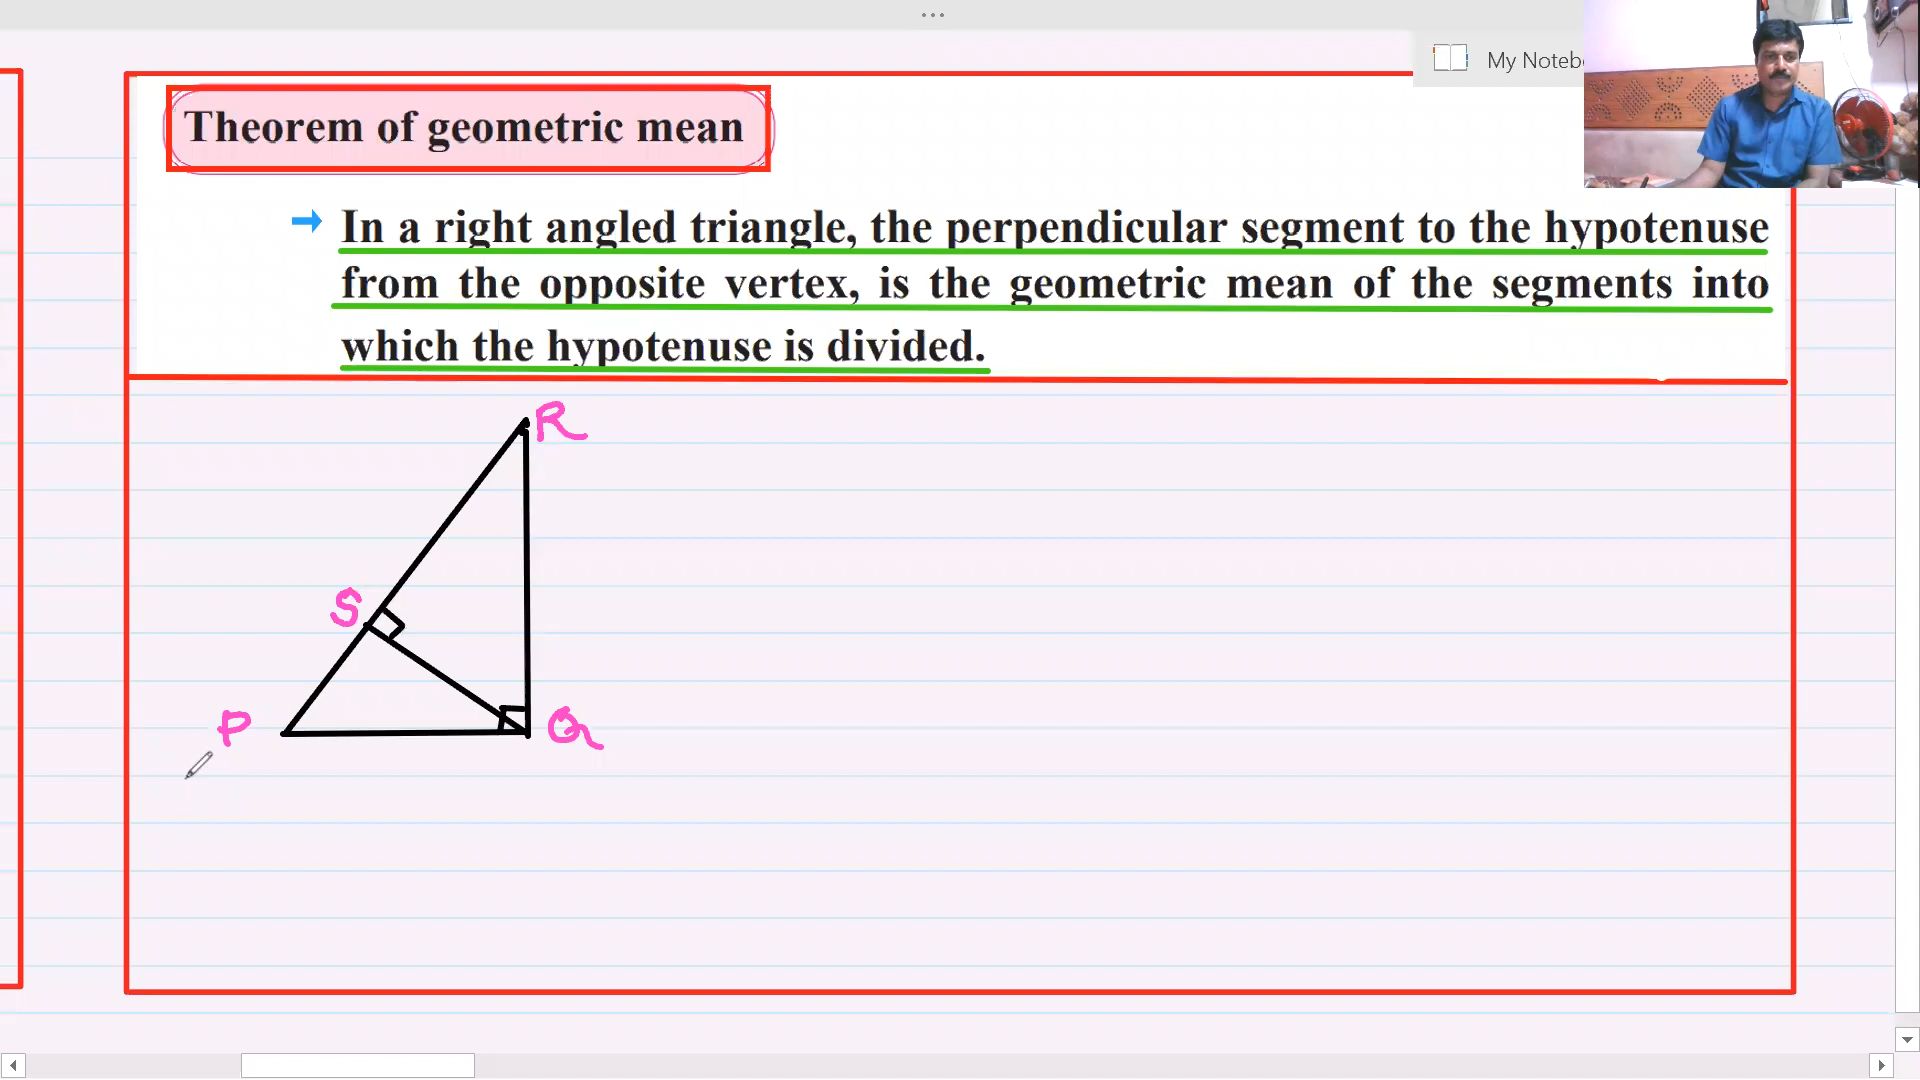 My Noteb
Theorem of geometric mean
In a right angled triangle, the perpendicular segment to the hypotenuse
from the opposite vertex, is the geometric mean of the segments into
which the hypotenuse is divided.
R
S
P
Q